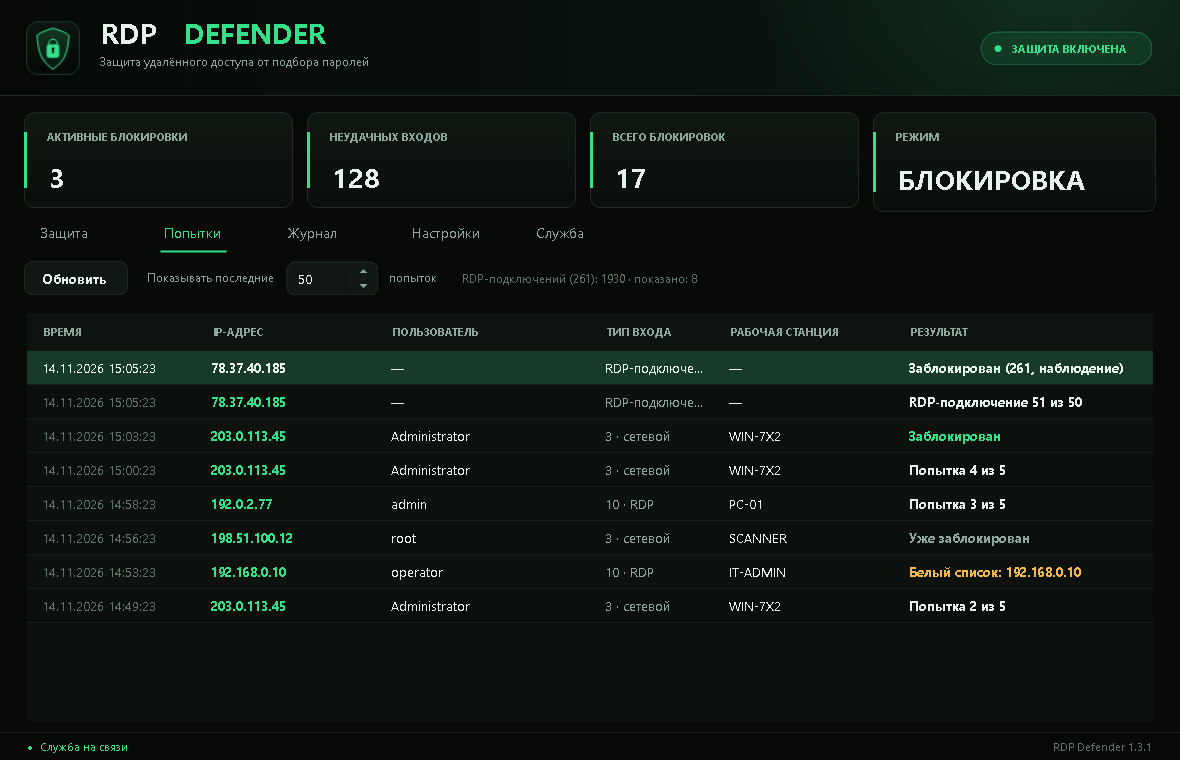 RDP DEFENDER
Защита удалённого доступа от подбора паролей
ЗАЩИТА ВКЛЮЧЕНА
АКТИВНЫЕ БЛОКИРОВКИ
3
НЕУДАЧНЫХ ВХОДОВ
128
ВСЕГО БЛОКИРОВОК
17
РЕЖИМ
БЛОКИРОВКА
Защита Попытки Журнал Настройки Служба
Обновить Показывать последние 50 попыток RDP-подключений (261): 1930 · показано: 8
ВРЕМЯ IP-АДРЕС ПОЛЬЗОВАТЕЛЬ ТИП ВХОДА РАБОЧАЯ СТАНЦИЯ РЕЗУЛЬТАТ
14.11.2026 15:05:23 78.37.40.185 — RDP-подключе... — Заблокирован (261, наблюдение)
14.11.2026 15:05:23 78.37.40.185 — RDP-подключе... — RDP-подключение 51 из 50
14.11.2026 15:03:23 203.0.113.45 Administrator 3 · сетевой WIN-7X2 Заблокирован
14.11.2026 15:00:23 203.0.113.45 Administrator 3 · сетевой WIN-7X2 Попытка 4 из 5
14.11.2026 14:58:23 192.0.2.77 admin 10 · RDP PC-01 Попытка 3 из 5
14.11.2026 14:56:23 198.51.100.12 root 3 · сетевой SCANNER Уже заблокирован
14.11.2026 14:53:23 192.168.0.10 operator 10 · RDP IT-ADMIN Белый список: 192.168.0.10
14.11.2026 14:49:23 203.0.113.45 Administrator 3 · сетевой WIN-7X2 Попытка 2 из 5
Служба на связи
RDP Defender 1.3.1